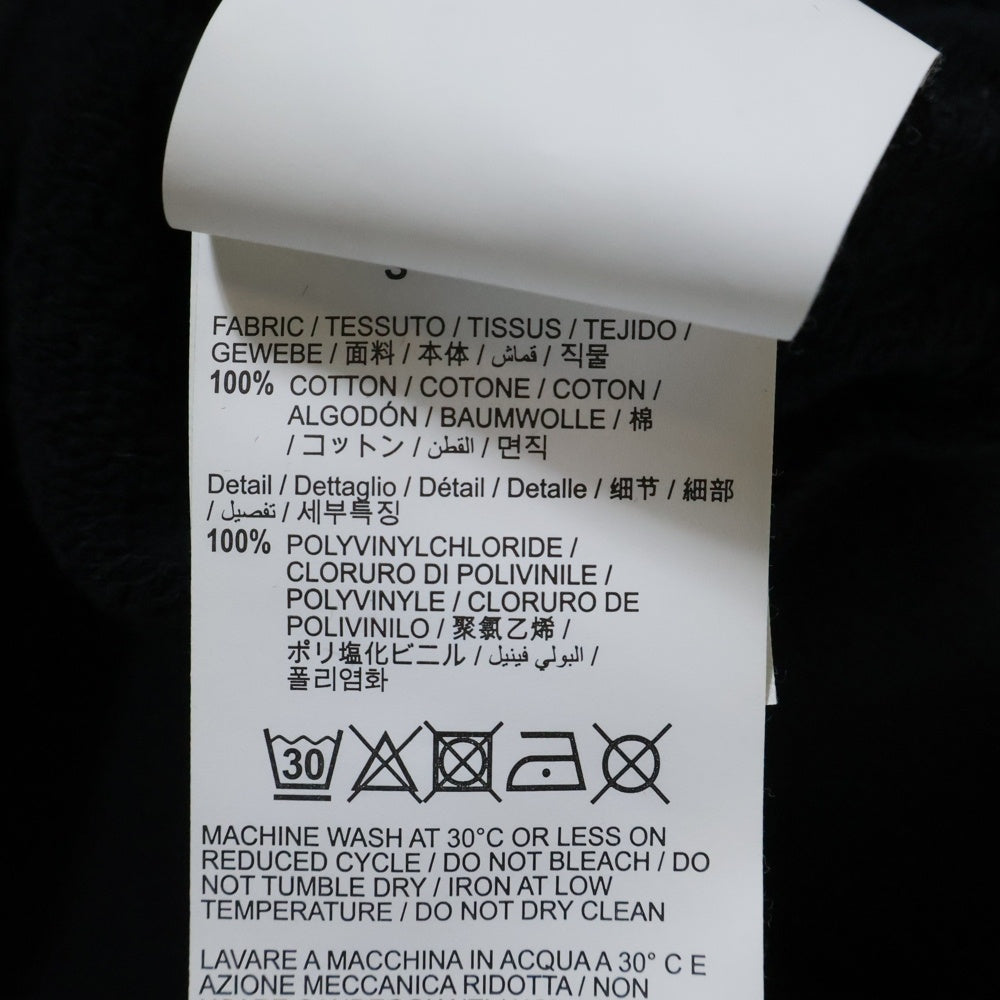 FABRIC / TESSUTO / TISSUS / TEJIDO /
GEWEBE / 面料 / 本体 / قماش / 직물
100% COTTON / COTONE / COTON /
ALGODÓN / BAUMWOLLE / 棉
/ コットン / القطن / 면직
Detail / Dettaglio / Détail / Detalle / 细节 / 細部
/ تفصيل / 세부특징
100% POLYVINYLCHLORIDE /
CLORURO DI POLIVINILE /
POLYVINYLE / CLORURO DE
POLIVINILO / 聚氯乙烯 /
ポリ塩化ビニル / البولي فينيل /
폴리염화
30
MACHINE WASH AT 30°C OR LESS ON
REDUCED CYCLE / DO NOT BLEACH / DO
NOT TUMBLE DRY / IRON AT LOW
TEMPERATURE / DO NOT DRY CLEAN
LAVARE A MACCHINA IN ACQUA A 30° C E
AZIONE MECCANICA RIDOTTA / NON